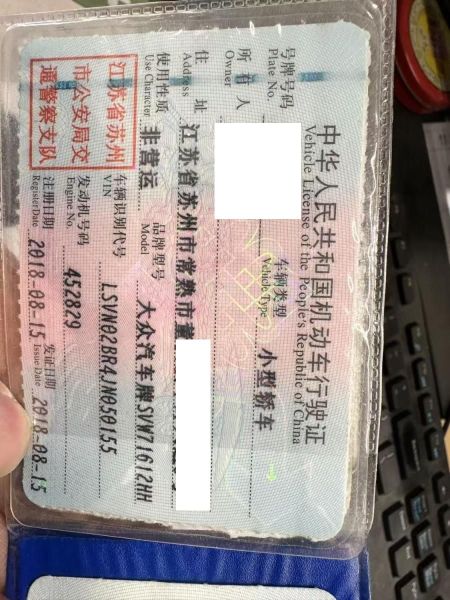 中华人民共和国机动车行驶证
Vehicle License of the People's Republic of China
号牌号码
Plate No.
车辆类型
Vehicle Type
小型轿车
所有人
Owner
住址
Address
江苏省苏州市常熟市
使用性质
Use Character
非营运
品牌型号
Model
大众汽车牌SVW71612HH
江苏省苏州
市公安局交
通警察支队
车辆识别代号
VIN
LSVN02BR4JN050155
发动机号码
Engine No.
452829
注册日期
Register Date
2018-08-15
发证日期
Issue Date
2018-08-15